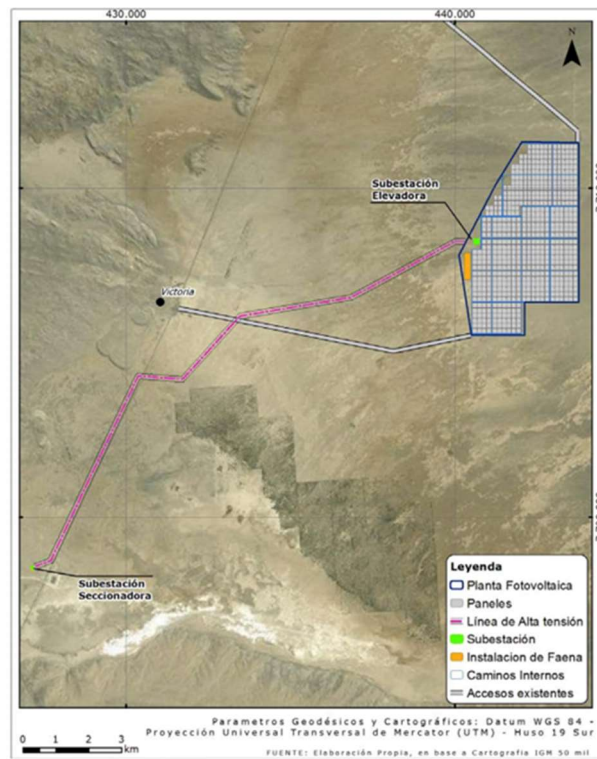 430.000
440.000
Subestación
Elevadora
Victoria
Subestación
Seccionadora
Leyenda
Planta Fotovoltaica
Paneles
Línea de Alta tensión
Subestación
Instalacion de Faena
Caminos Internos
Accesos existentes
Parametros Geodésicos y Cartográficos: Datum WGS 84 -
Proyección Universal Transversal de Mercator (UTM) - Huso 19 Sur
0 1 2 3
km
FUENTE: Elaboración Propia, en base a Cartografia IGM 50 mil